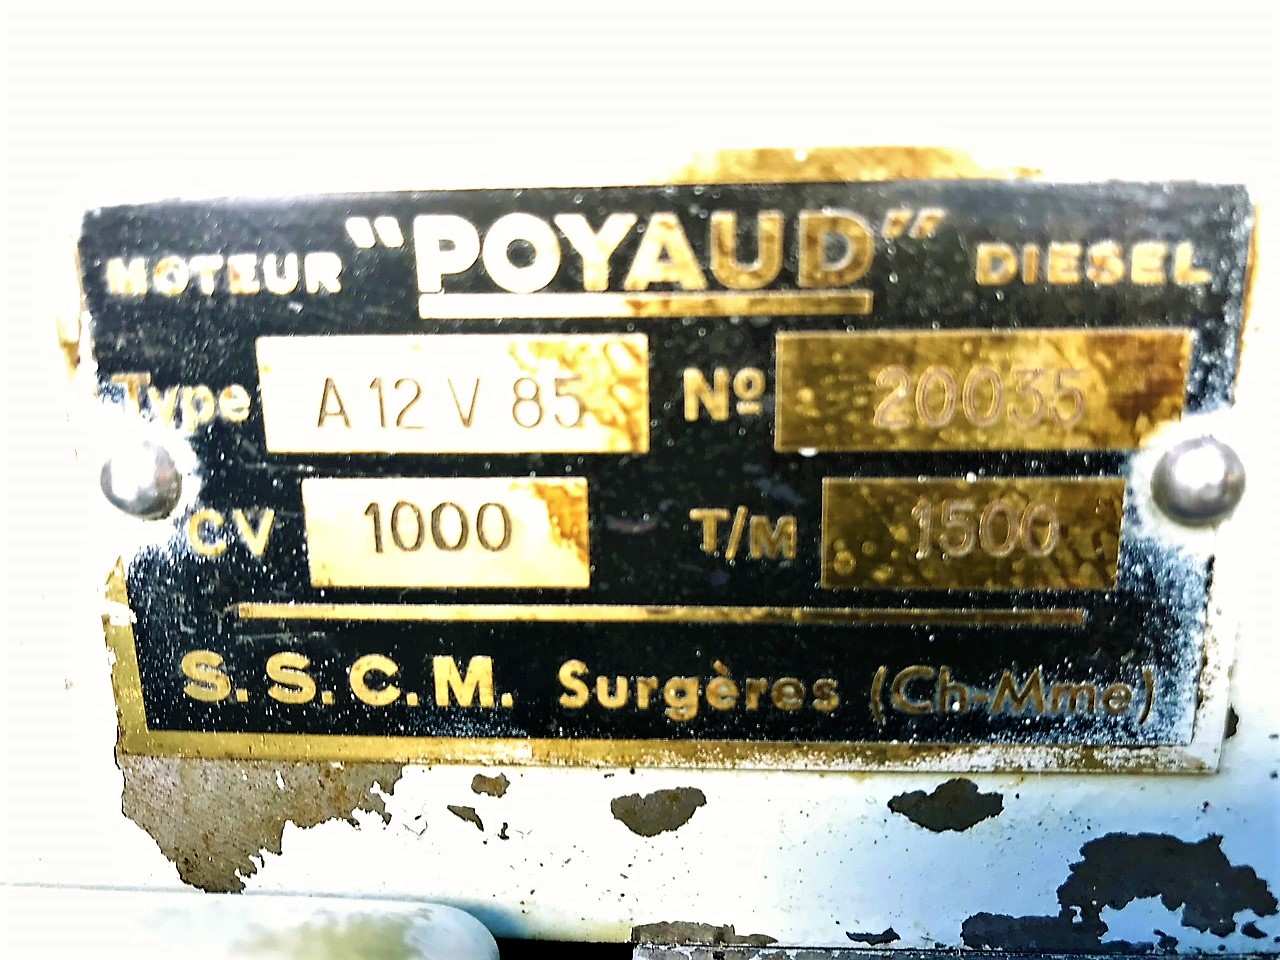 MOTEUR "POYAUD" DIESEL
Type A 12 V 85 Nº 20035
CV 1000 T/M 1500
S.S.C.M. Surgères (Ch-Mme)